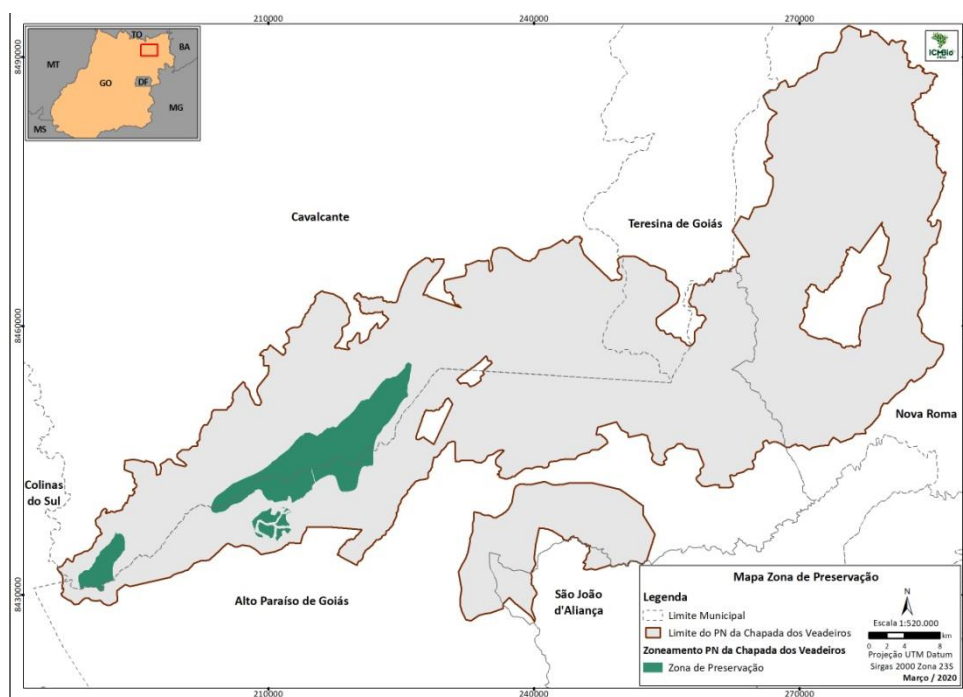 210000
240000
270000
8490000
8490000
TO
BA
MT
GO
DF
MG
MS
ICMBio
Cavalcante
Teresina de Goiás
8460000
8460000
Nova Roma
Colinas
do Sul
8430000
8430000
Alto Paraíso de Goiás
São João
d'Aliança
Mapa Zona de Preservação
Legenda
Limite Municipal
Limite do PN da Chapada dos Veadeiros
Zoneamento PN da Chapada dos Veadeiros
Zona de Preservação
N
Escala 1:520.000
0 4 8
km
Projeção UTM Datum
Sirgas 2000 Zona 23S
Março / 2020
210000
240000
270000